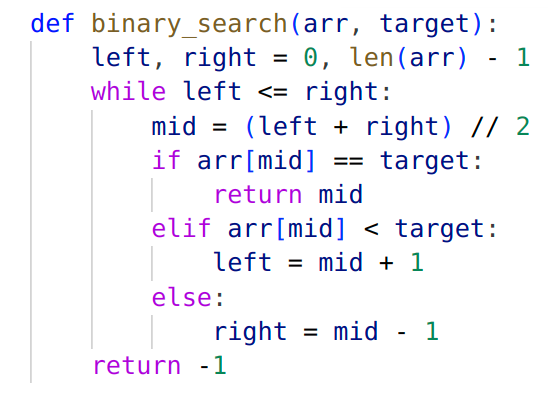 def binary_search(arr, target):
    left, right = 0, len(arr) - 1
    while left <= right:
        mid = (left + right) // 2
        if arr[mid] == target:
            return mid
        elif arr[mid] < target:
            left = mid + 1
        else:
            right = mid - 1
    return -1